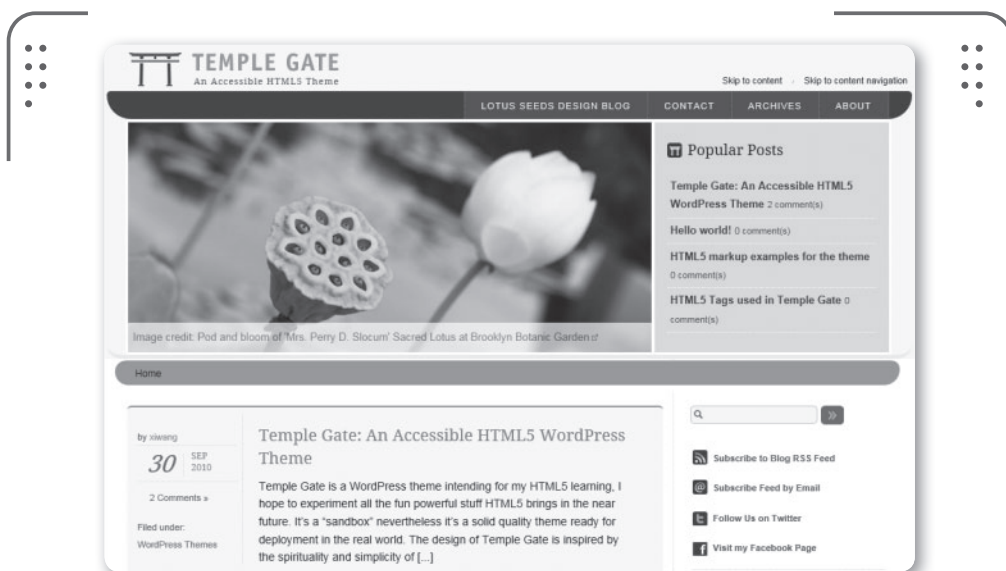 TEMPLE GATE
An Accessible HTML5 Theme
Skip to content
Skip to content navigation
LOTUS SEEDS DESIGN BLOG
CONTACT
ARCHIVES
ABOUT
Image credit: Pod and bloom of 'Mrs. Perry D. Slocum' Sacred Lotus at Brooklyn Botanic Garden
Popular Posts
Temple Gate: An Accessible HTML5
WordPress Theme 2 comment(s)
Hello world! 0 comment(s)
HTML5 markup examples for the theme
0 comment(s)
HTML5 Tags used in Temple Gate 0
comment(s)
Home
by xiwang
30 SEP
2010
2 Comments »
Filed under:
WordPress Themes
Temple Gate: An Accessible HTML5 WordPress
Theme
Temple Gate is a WordPress theme intending for my HTML5 learning, I
hope to experiment all the fun powerful stuff HTML5 brings in the near
future. It's a “sandbox” nevertheless it's a solid quality theme ready for
deployment in the real world. The design of Temple Gate is inspired by
the spirituality and simplicity of [...]
»
Subscribe to Blog RSS Feed
@ Subscribe Feed by Email
t Follow Us on Twitter
f Visit my Facebook Page